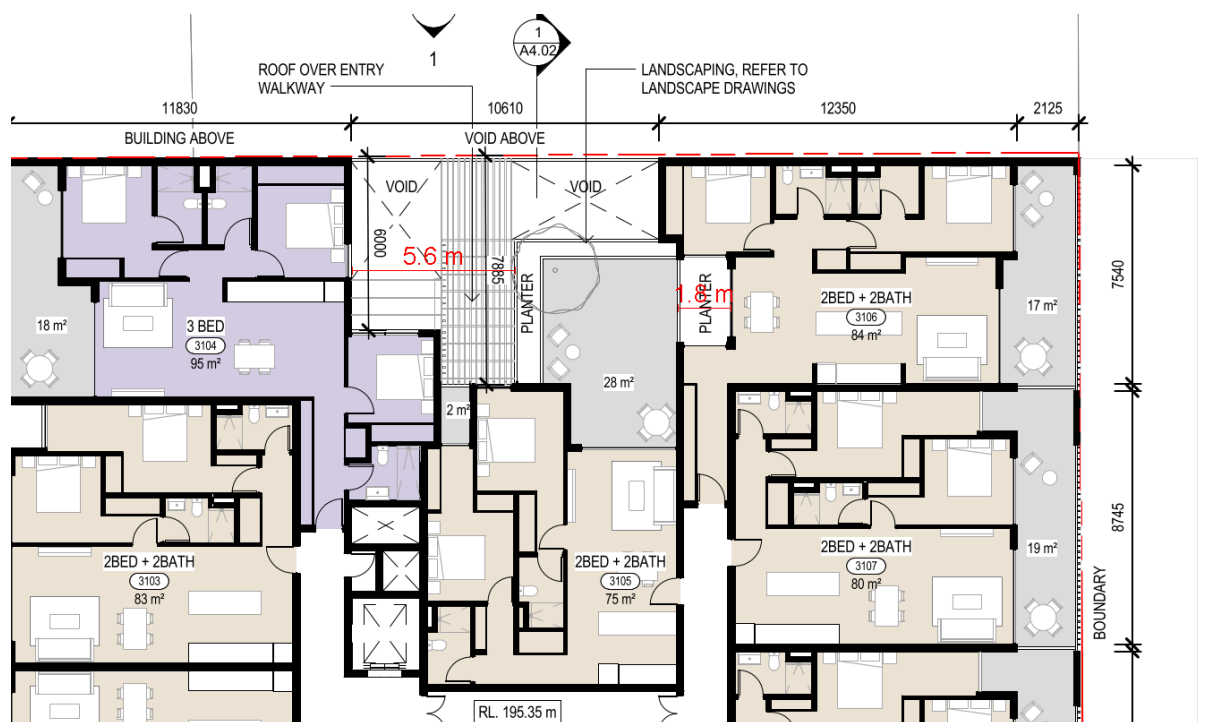 1
A4.02
1
ROOF OVER ENTRY
WALKWAY
LANDSCAPING, REFER TO
LANDSCAPE DRAWINGS
11830
10610
12350
2125
BUILDING ABOVE
VOID ABOVE
VOID
VOID
6000
7885
5.6 m
PLANTER
1.8 m
PLANTER
7540
18 m²
3 BED
3104
95 m²
28 m²
2 m²
2BED + 2BATH
3106
84 m²
17 m²
8745
2BED + 2BATH
3103
83 m²
2BED + 2BATH
3105
75 m²
2BED + 2BATH
3107
80 m²
19 m²
BOUNDARY
RL. 195.35 m